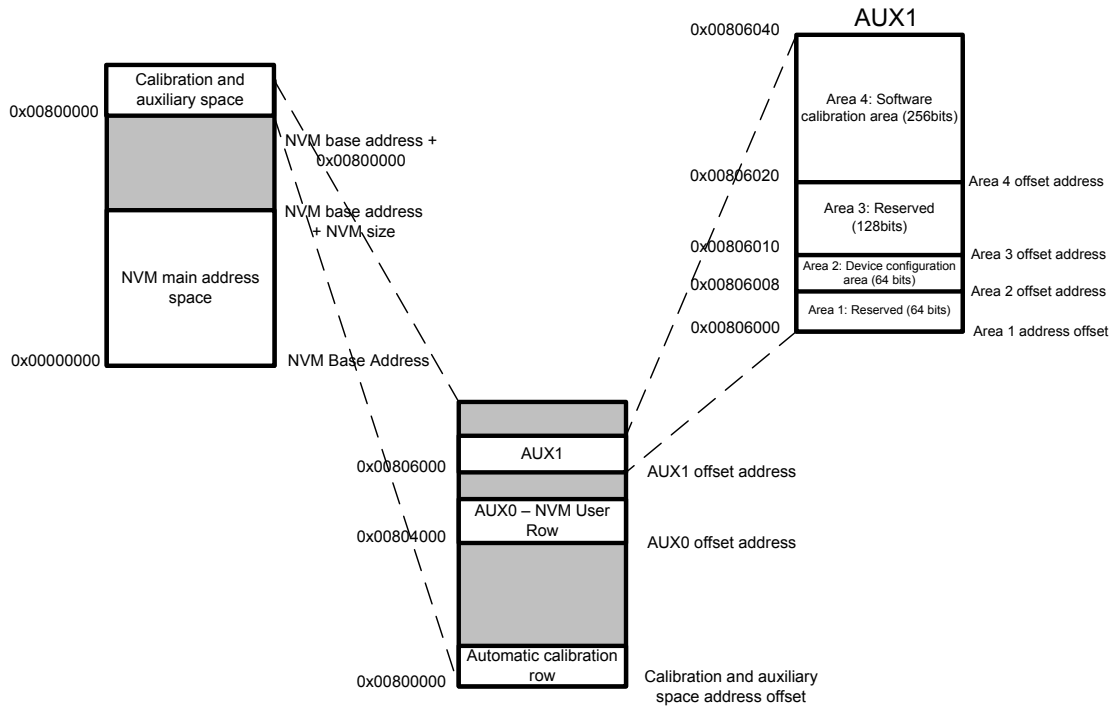 AUX1
0x00806040
Area 4: Software
calibration area (256bits)
0x00806020
Area 4 offset address
Area 3: Reserved
(128bits)
0x00806010
Area 3 offset address
Area 2: Device configuration
area (64 bits)
0x00806008
Area 2 offset address
Area 1: Reserved (64 bits)
0x00806000
Area 1 address offset
Calibration and
auxiliary space
0x00800000
NVM base address +
0x00800000
NVM base address
+ NVM size
NVM main address
space
0x00000000
NVM Base Address
AUX1
0x00806000
AUX1 offset address
AUX0 – NVM User
Row
0x00804000
AUX0 offset address
Automatic calibration
row
0x00800000
Calibration and auxiliary
space address offset